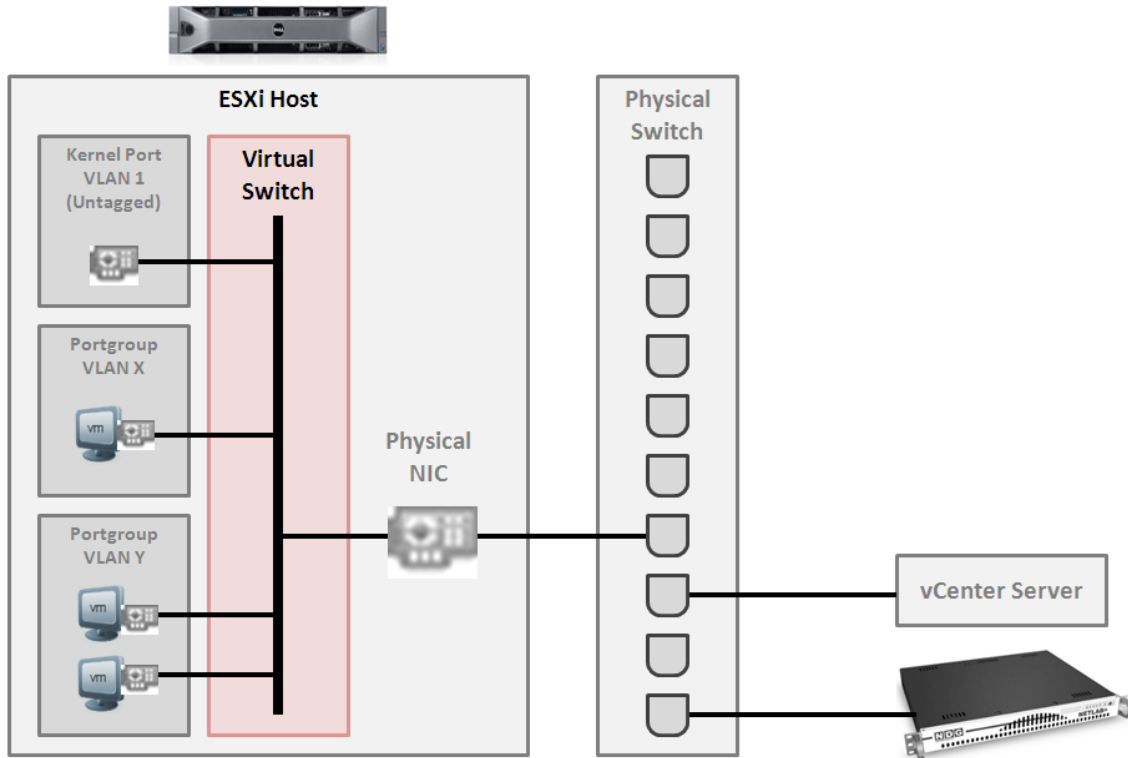 ESXi Host
Kernel Port
VLAN 1
(Untagged)
Virtual
Switch
Portgroup
VLAN X
vm
Physical
NIC
Portgroup
VLAN Y
vm
vm
Physical
Switch
vCenter Server
NDG
NETLAB+